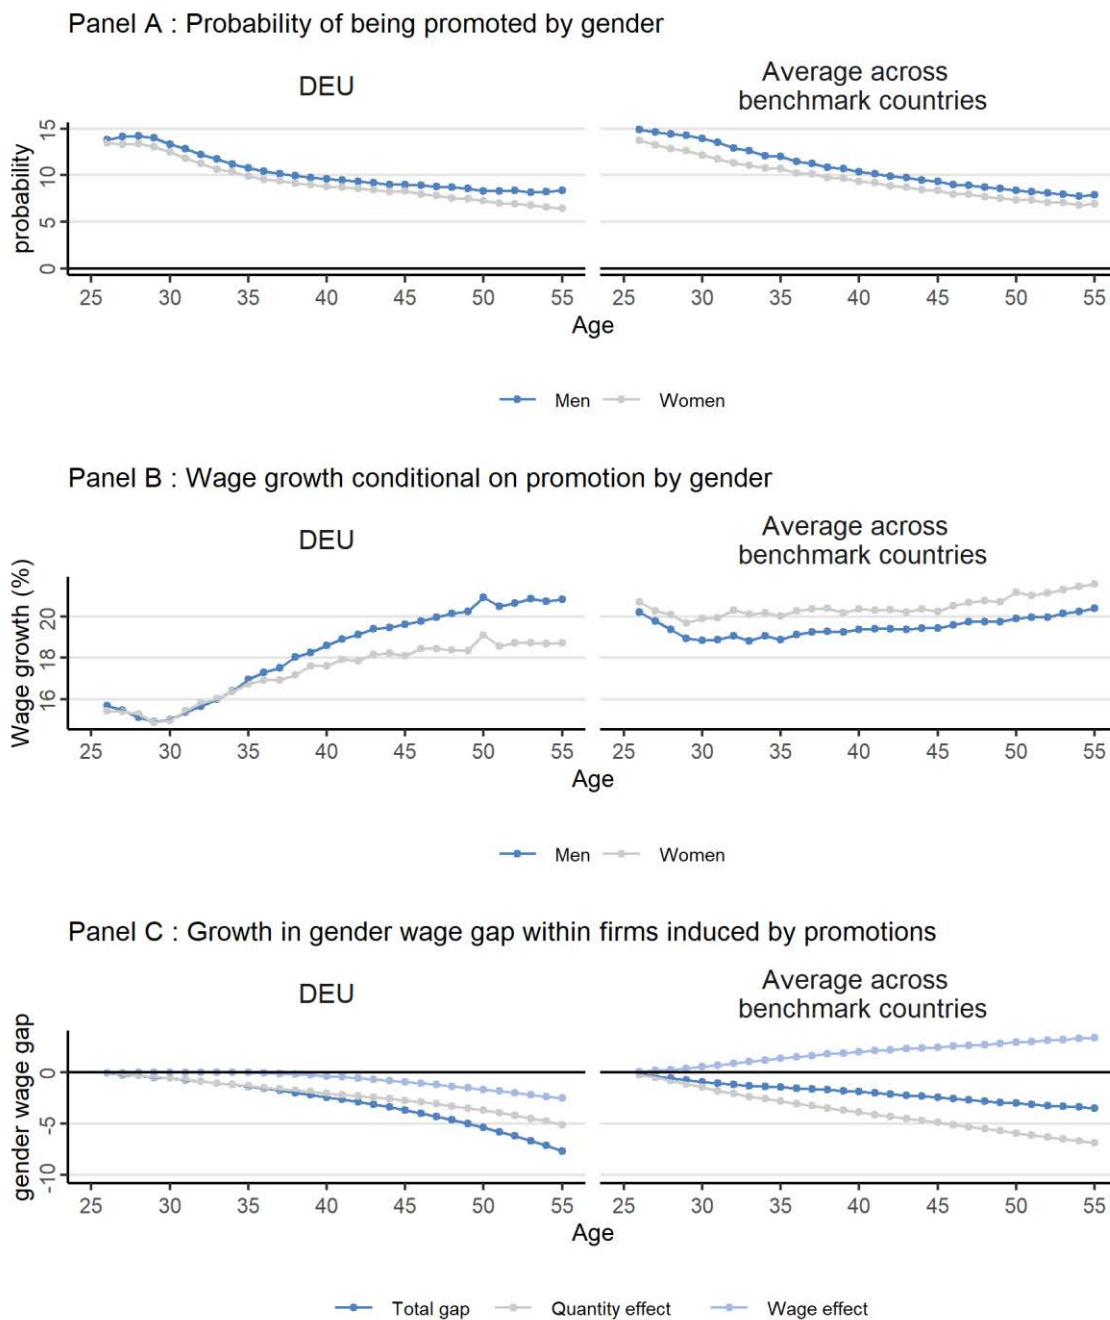 Panel A : Probability of being promoted by gender
DEU
Average across
benchmark countries
probability
15
10
5
0
25 30 35 40 45 50 55 25 30 35 40 45 50 55
Age
Men Women
Panel B : Wage growth conditional on promotion by gender
DEU
Average across
benchmark countries
Wage growth (%)
20
18
16
25 30 35 40 45 50 55 25 30 35 40 45 50 55
Age
Men Women
Panel C : Growth in gender wage gap within firms induced by promotions
DEU
Average across
benchmark countries
gender wage gap
0
-5
-10
25 30 35 40 45 50 55 25 30 35 40 45 50 55
Age
Total gap Quantity effect Wage effect